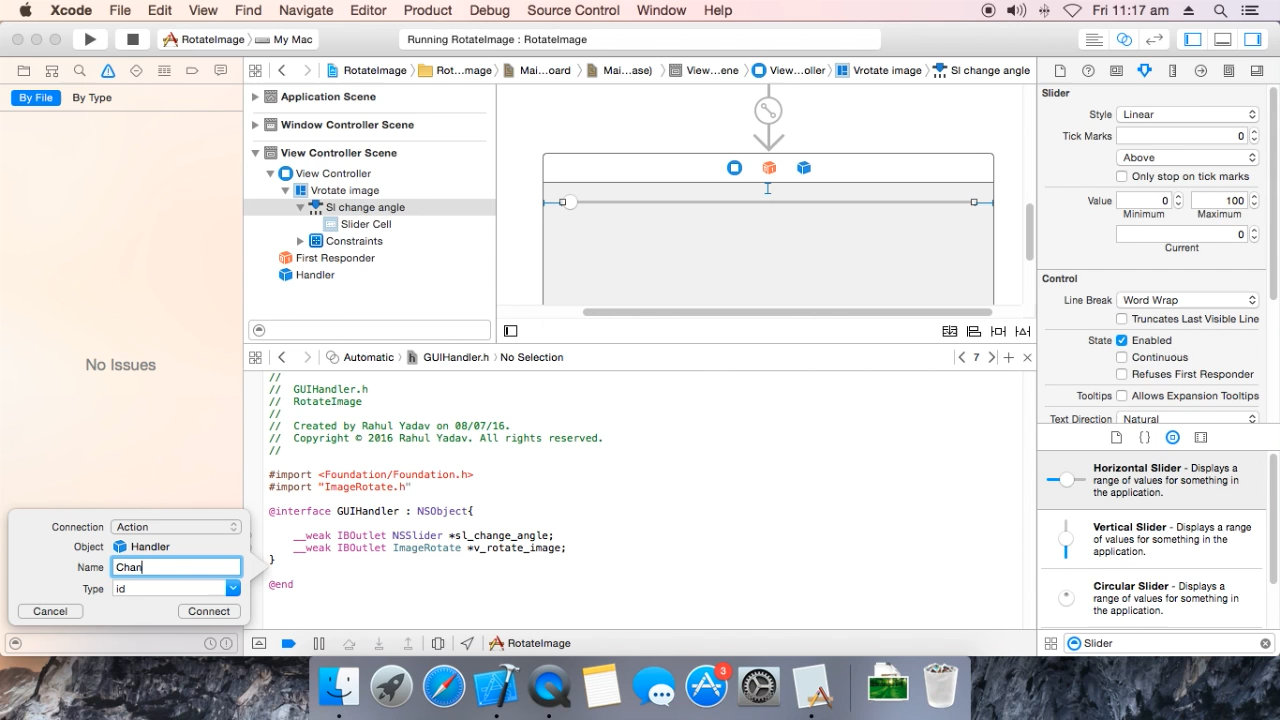 Xcode File Edit View Find Navigate Editor Product Debug Source Control Window Help Fri 11:17 am
RotateImage My Mac Running RotateImage : RotateImage
RotateImage Rot...mage Mai...oard Mai...ase) View...ene View...oller Vrotate image Sl change angle
By File By Type
No Issues
Application Scene
Window Controller Scene
View Controller Scene
View Controller
Vrotate image
Sl change angle
Slider Cell
Constraints
First Responder
Handler
Automatic GUIHandler.h No Selection 7
//
// GUIHandler.h
// RotateImage
//
// Created by Rahul Yadav on 08/07/16.
// Copyright © 2016 Rahul Yadav. All rights reserved.
//
#import <Foundation/Foundation.h>
#import "ImageRotate.h"
@interface GUIHandler : NSObject{
__weak IBOutlet NSSlider *sl_change_angle;
__weak IBOutlet ImageRotate *v_rotate_image;
}
@end
Connection Action
Object Handler
Name Chan
Type id
Cancel Connect
RotateImage
Slider
Style Linear
Tick Marks 0
Above
Only stop on tick marks
Value 0 100
Minimum Maximum
0
Current
Control
Line Break Word Wrap
Truncates Last Visible Line
State Enabled
Continuous
Refuses First Responder
Tooltips Allows Expansion Tooltips
Text Direction Natural
{}
Horizontal Slider - Displays a
range of values for something in
the application.
Vertical Slider - Displays a range
of values for something in the
application.
Circular Slider - Displays a
range of values for something in
the application.
Slider
3